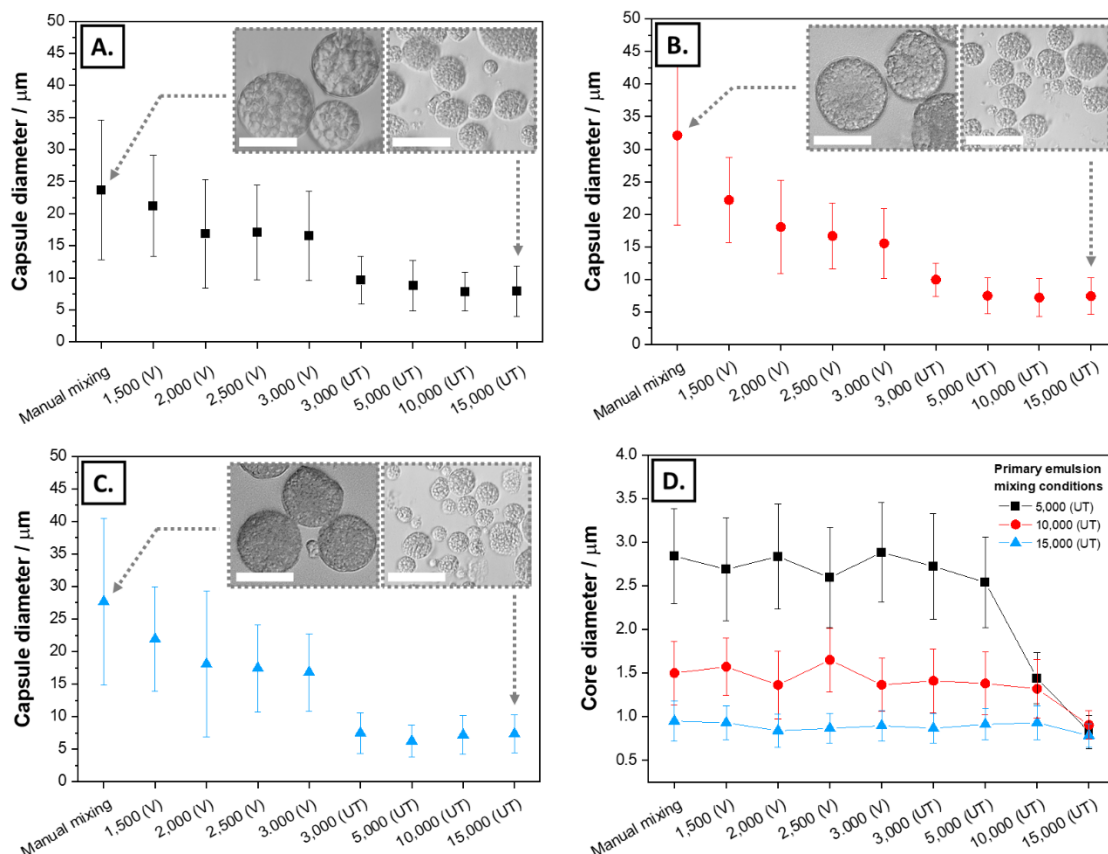 A.
Capsule diameter / μm
50
45
40
35
30
25
20
15
10
5
0
Manual mixing
1,500 (V)
2,000 (V)
2,500 (V)
3,000 (V)
3,000 (UT)
5,000 (UT)
10,000 (UT)
15,000 (UT)
B.
Capsule diameter / μm
50
45
40
35
30
25
20
15
10
5
0
Manual mixing
1,500 (V)
2,000 (V)
2,500 (V)
3,000 (V)
3,000 (UT)
5,000 (UT)
10,000 (UT)
15,000 (UT)
C.
Capsule diameter / μm
50
45
40
35
30
25
20
15
10
5
0
Manual mixing
1,500 (V)
2,000 (V)
2,500 (V)
3.000 (V)
3,000 (UT)
5,000 (UT)
10,000 (UT)
15,000 (UT)
D.
Primary emulsion
mixing conditions
5,000 (UT)
10,000 (UT)
15,000 (UT)
Core diameter / μm
4.0
3.5
3.0
2.5
2.0
1.5
1.0
0.5
Manual mixing
1,500 (V)
2,000 (V)
2,500 (V)
3.000 (V)
3,000 (UT)
5,000 (UT)
10,000 (UT)
15,000 (UT)